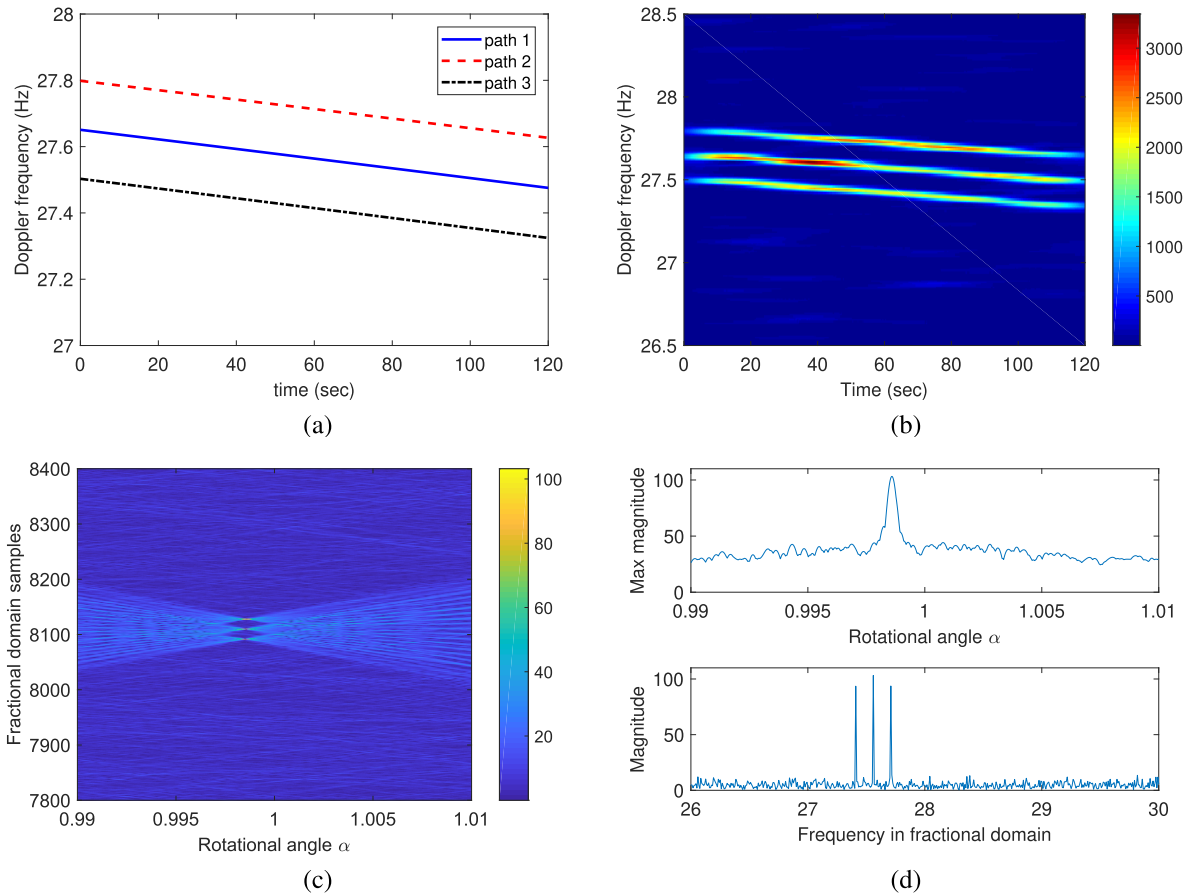 28
27.8
27.6
27.4
27.2
27
Doppler frequency (Hz)
path 1
path 2
path 3
0 20 40 60 80 100 120
time (sec)
(a)
28.5
28
27.5
27
26.5
Doppler frequency (Hz)
0 20 40 60 80 100 120
Time (sec)
3000
2500
2000
1500
1000
500
(b)
8400
8300
8200
8100
8000
7900
7800
Fractional domain samples
0.99 0.995 1 1.005 1.01
Rotational angle α
100
80
60
40
20
(c)
100
50
0
Max magnitude
0.99 0.995 1 1.005 1.01
Rotational angle α
100
50
0
Magnitude
26 27 28 29 30
Frequency in fractional domain
(d)